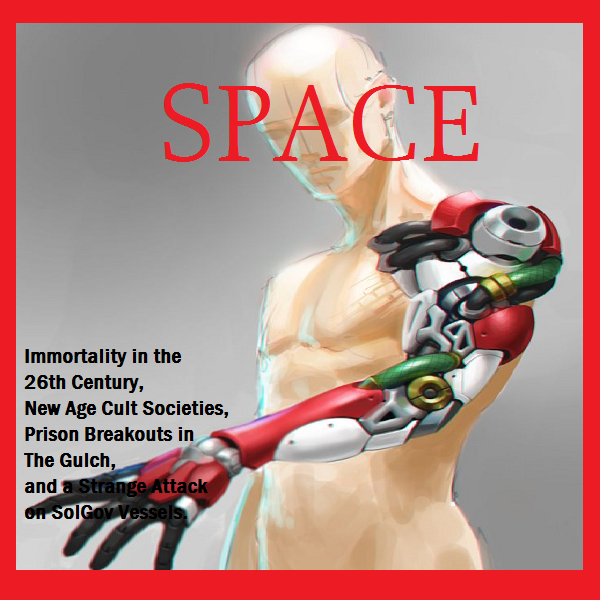 SPACE
Immortality in the
26th Century,
New Age Cult Societies,
Prison Breakouts in
The Gulch,
and a Strange Attack
on SolGov Vessels.